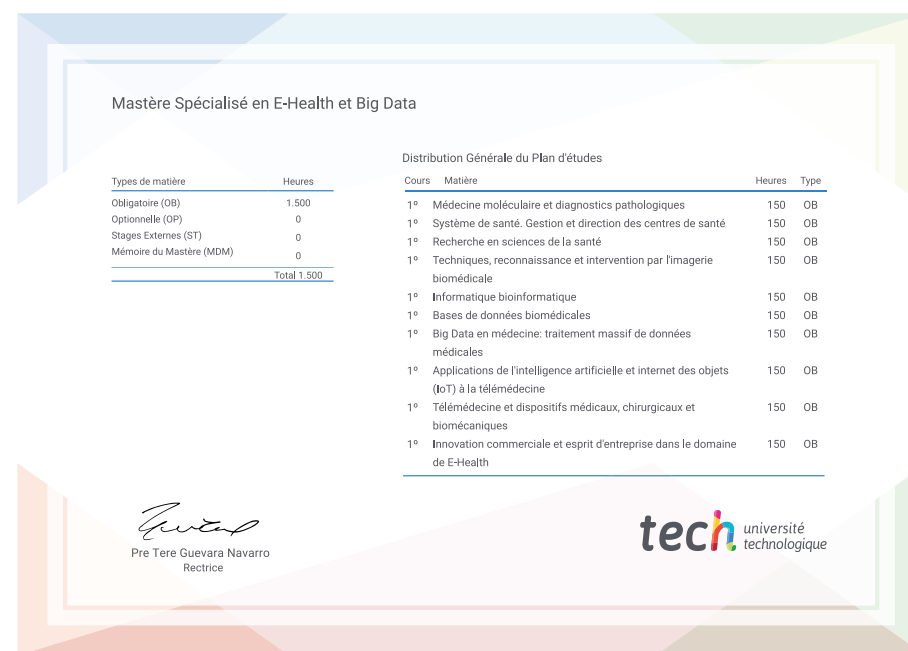 Mastère Spécialisé en E-Health et Big Data
Types de matière Heures
Obligatoire (OB) 1.500
Optionnelle (OP) 0
Stages Externes (ST) 0
Mémoire du Mastère (MDM) 0
Total 1.500
Distribution Générale du Plan d'études
Cours Matière Heures Type
1º Médecine moléculaire et diagnostics pathologiques 150 OB
1º Système de santé. Gestion et direction des centres de santé 150 OB
1º Recherche en sciences de la santé 150 OB
1º Techniques, reconnaissance et intervention par l'imagerie 150 OB
biomédicale
1º Informatique bioinformatique 150 OB
1º Bases de données biomédicales 150 OB
1º Big Data en médecine: traitement massif de données 150 OB
médicales
1º Applications de l'intelligence artificielle et internet des objets 150 OB
(IoT) à la télémédecine
1º Télémédecine et dispositifs médicaux, chirurgicaux et 150 OB
biomécaniques
1º Innovation commerciale et esprit d'entreprise dans le domaine 150 OB
de E-Health
Pre Tere Guevara Navarro
Rectrice
tech université
technologique